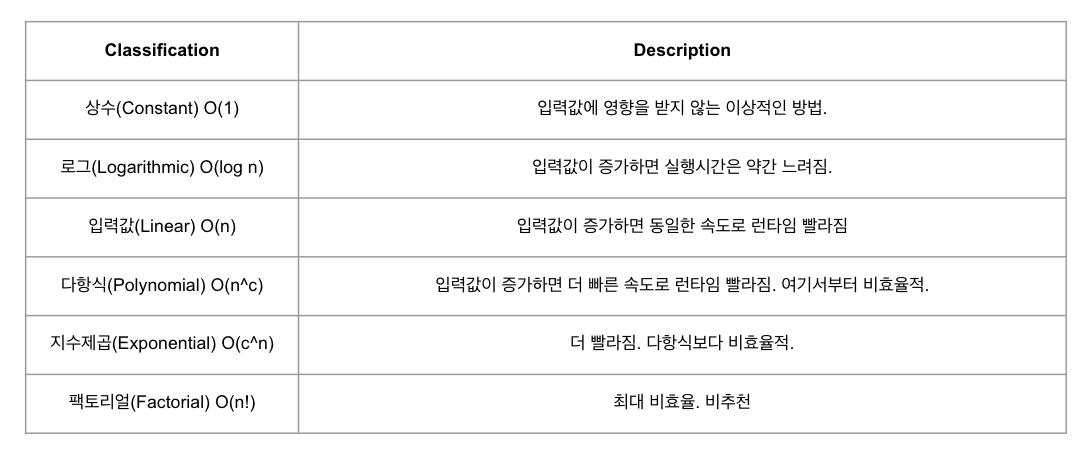 Classification Description
상수(Constant) O(1) 입력값에 영향을 받지 않는 이상적인 방법.
로그(Logarithmic) O(log n) 입력값이 증가하면 실행시간은 약간 느려짐.
입력값(Linear) O(n) 입력값이 증가하면 동일한 속도로 런타임 빨라짐
다항식(Polynomial) O(n^c) 입력값이 증가하면 더 빠른 속도로 런타임 빨라짐. 여기서부터 비효율적.
지수제곱(Exponential) O(c^n) 더 빨라짐. 다항식보다 비효율적.
팩토리얼(Factorial) O(n!) 최대 비효율. 비추천